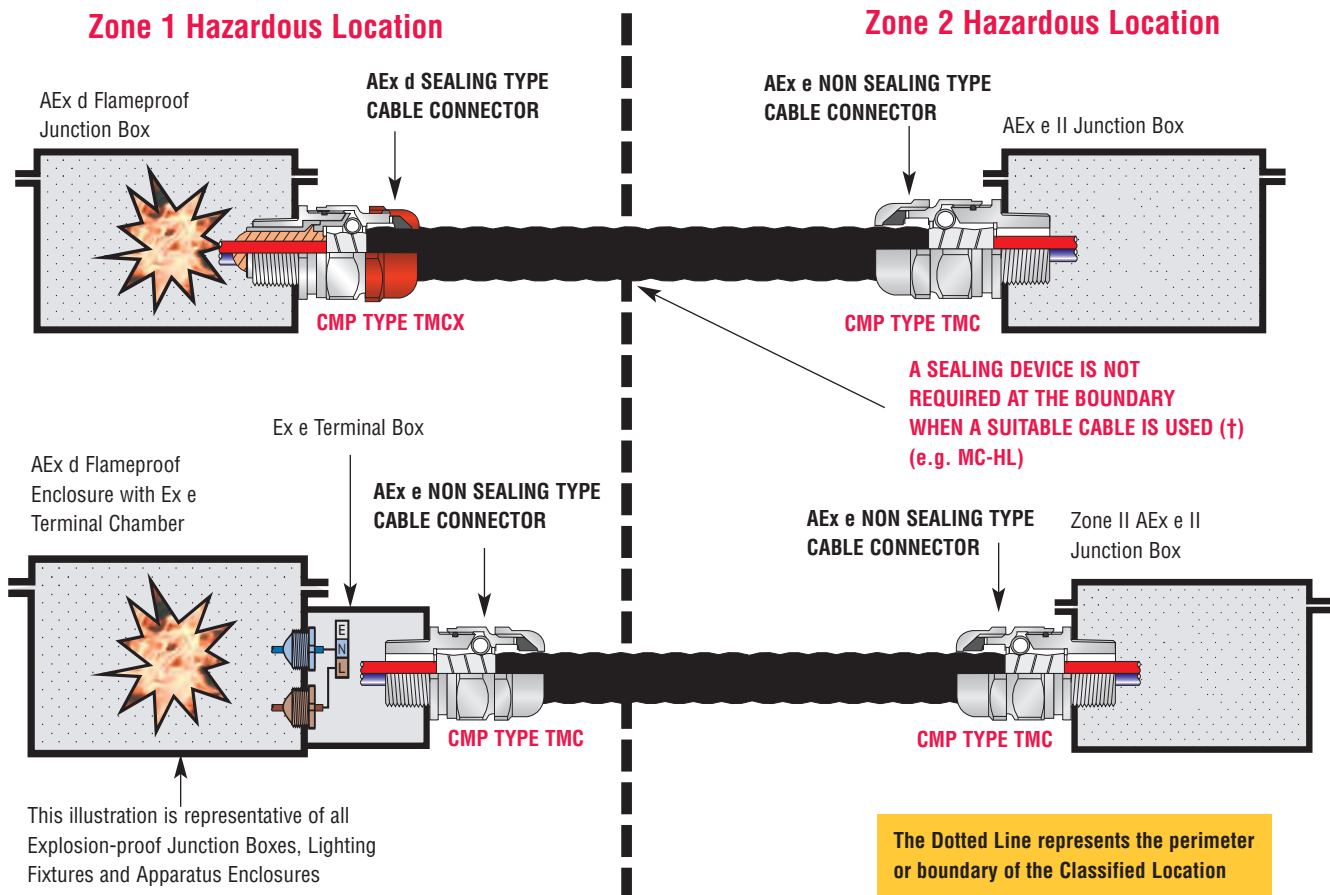 Zone 1 Hazardous Location
Zone 2 Hazardous Location
AEx d Flameproof
Junction Box
AEx d SEALING TYPE
CABLE CONNECTOR
AEx e NON SEALING TYPE
CABLE CONNECTOR
AEx e II Junction Box
CMP TYPE TMCX
CMP TYPE TMC
A SEALING DEVICE IS NOT
REQUIRED AT THE BOUNDARY
WHEN A SUITABLE CABLE IS USED (†)
(e.g. MC-HL)
Ex e Terminal Box
AEx d Flameproof
Enclosure with Ex e
Terminal Chamber
AEx e NON SEALING TYPE
CABLE CONNECTOR
AEx e NON SEALING TYPE
CABLE CONNECTOR
Zone II AEx e II
Junction Box
E
N
L
CMP TYPE TMC
CMP TYPE TMC
This illustration is representative of all
Explosion-proof Junction Boxes, Lighting
Fixtures and Apparatus Enclosures
The Dotted Line represents the perimeter
or boundary of the Classified Location